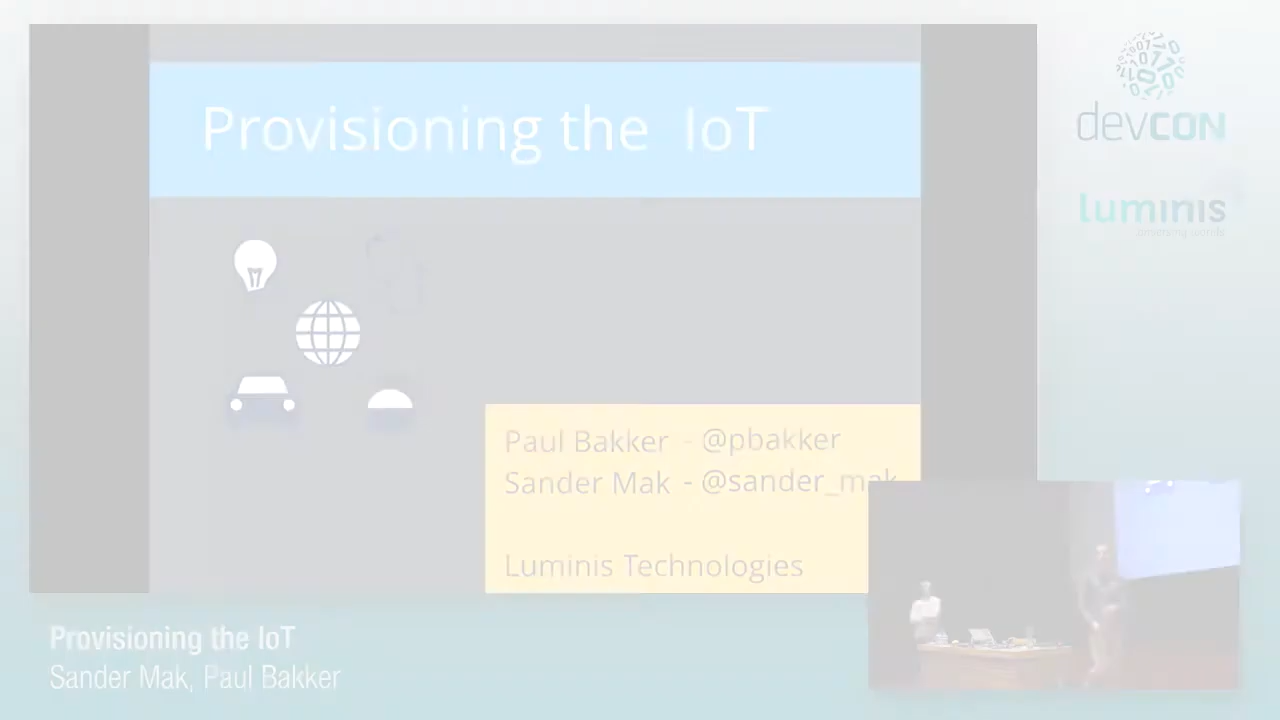 Provisioning the IoT
Paul Bakker - @pbakker
Sander Mak - @sander_mak
Luminis Technologies
devCON
luminis
Provisioning the IoT
Sander Mak, Paul Bakker